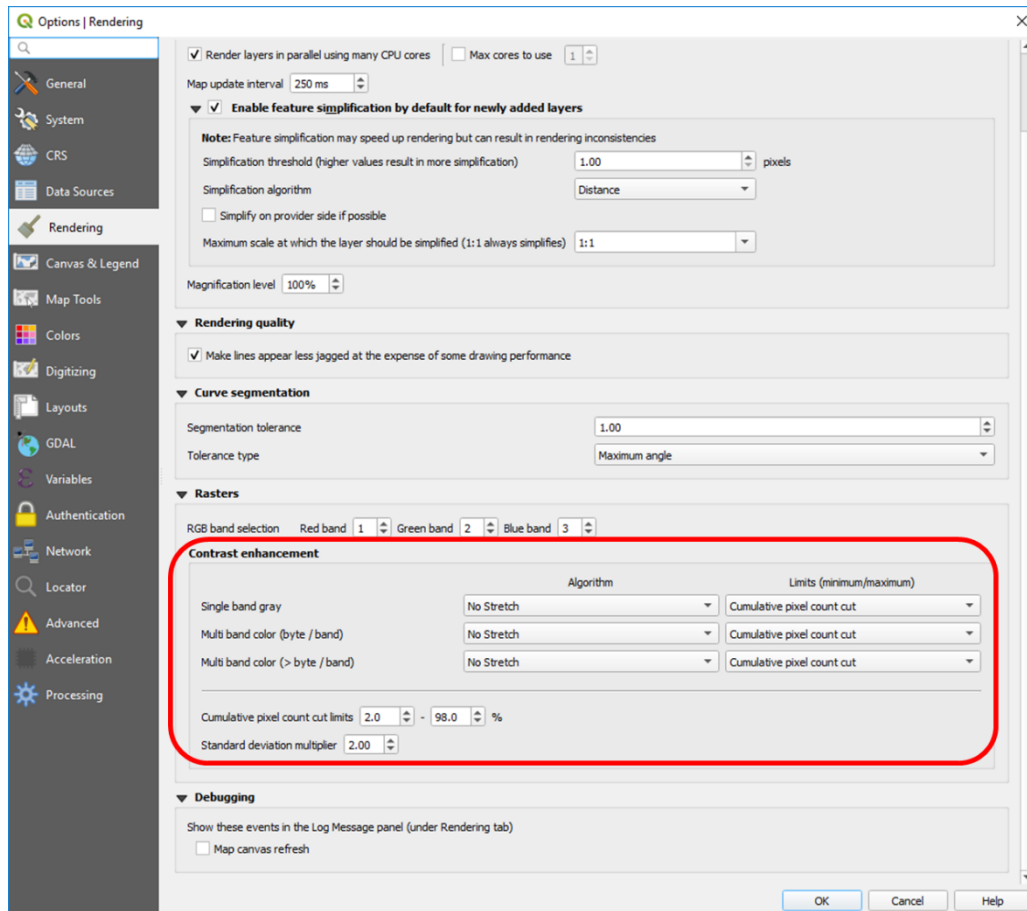 Options | Rendering
General
System
CRS
Data Sources
Rendering
Canvas & Legend
Map Tools
Colors
Digitizing
Layouts
GDAL
Variables
Authentication
Network
Locator
Advanced
Acceleration
Processing
Render layers in parallel using many CPU cores Max cores to use 1
Map update interval 250 ms
Enable feature simplification by default for newly added layers
Note: Feature simplification may speed up rendering but can result in rendering inconsistencies
Simplification threshold (higher values result in more simplification) 1.00 pixels
Simplification algorithm Distance
Simplify on provider side if possible
Maximum scale at which the layer should be simplified (1:1 always simplifies) 1:1
Magnification level 100%
Rendering quality
Make lines appear less jagged at the expense of some drawing performance
Curve segmentation
Segmentation tolerance 1.00
Tolerance type Maximum angle
Rasters
RGB band selection Red band 1 Green band 2 Blue band 3
Contrast enhancement
Algorithm Limits (minimum/maximum)
Single band gray No Stretch Cumulative pixel count cut
Multi band color (byte / band) No Stretch Cumulative pixel count cut
Multi band color (> byte / band) No Stretch Cumulative pixel count cut
Cumulative pixel count cut limits 2.0 - 98.0 %
Standard deviation multiplier 2.00
Debugging
Show these events in the Log Message panel (under Rendering tab)
Map canvas refresh
OK Cancel Help